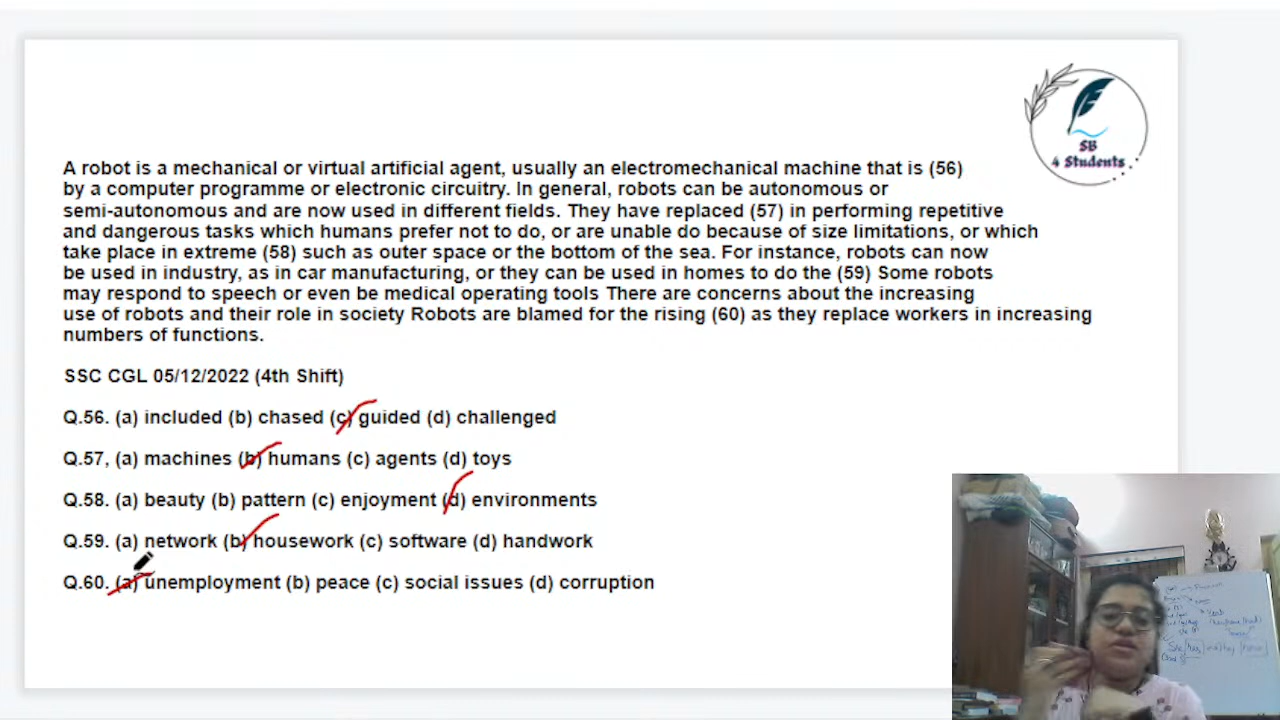 A robot is a mechanical or virtual artificial agent, usually an electromechanical machine that is (56)
by a computer programme or electronic circuitry. In general, robots can be autonomous or
semi-autonomous and are now used in different fields. They have replaced (57) in performing repetitive
and dangerous tasks which humans prefer not to do, or are unable do because of size limitations, or which
take place in extreme (58) such as outer space or the bottom of the sea. For instance, robots can now
be used in industry, as in car manufacturing, or they can be used in homes to do the (59) Some robots
may respond to speech or even be medical operating tools There are concerns about the increasing
use of robots and their role in society Robots are blamed for the rising (60) as they replace workers in increasing
numbers of functions.
SB
4 Students
SSC CGL 05/12/2022 (4th Shift)
Q.56. (a) included (b) chased (c) guided (d) challenged
Q.57, (a) machines (b) humans (c) agents (d) toys
Q.58. (a) beauty (b) pattern (c) enjoyment (d) environments
Q.59. (a) network (b) housework (c) software (d) handwork
Q.60. (a) unemployment (b) peace (c) social issues (d) corruption